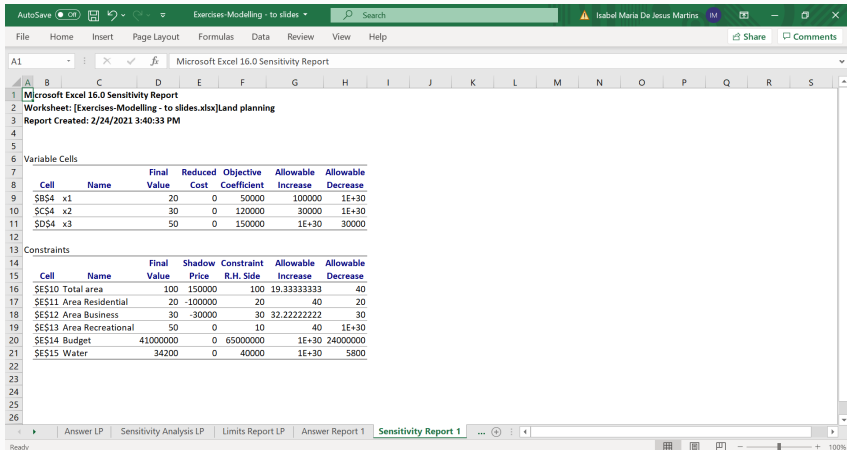 AutoSave Off Exercises-Modelling - to slides Search Isabel Maria De Jesus Martins IM
File Home Insert Page Layout Formulas Data Review View Help Share Comments
A1 fx Microsoft Excel 16.0 Sensitivity Report
A B C D E F G H I J K L M N O P Q R S
1 Microsoft Excel 16.0 Sensitivity Report
2 Worksheet: [Exercises-Modelling - to slides.xlsx]Land planning
3 Report Created: 2/24/2021 3:40:33 PM
4
5
6 Variable Cells
7 Final Reduced Objective Allowable Allowable
8 Cell Name Value Cost Coefficient Increase Decrease
9 $B$4 x1 20 0 50000 100000 1E+30
10 $C$4 x2 30 0 120000 30000 1E+30
11 $D$4 x3 50 0 150000 1E+30 30000
12
13 Constraints
14 Final Shadow Constraint Allowable Allowable
15 Cell Name Value Price R.H. Side Increase Decrease
16 $E$10 Total area 100 150000 100 19.33333333 40
17 $E$11 Area Residential 20 -100000 20 40 20
18 $E$12 Area Business 30 -30000 30 32.22222222 30
19 $E$13 Area Recreational 50 0 10 40 1E+30
20 $E$14 Budget 41000000 0 65000000 1E+30 24000000
21 $E$15 Water 34200 0 40000 1E+30 5800
22
23
24
25
26
Answer LP Sensitivity Analysis LP Limits Report LP Answer Report 1 Sensitivity Report 1 ...
Ready 100%